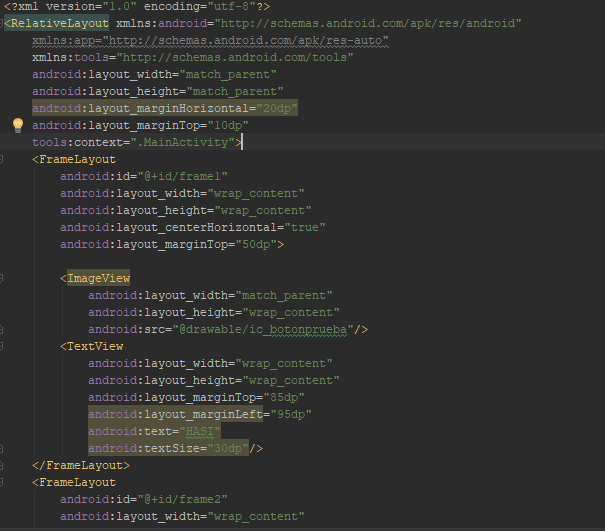 <?xml version="1.0" encoding="utf-8"?>
<RelativeLayout xmlns:android="http://schemas.android.com/apk/res/android"
xmlns:app="http://schemas.android.com/apk/res-auto"
xmlns:tools="http://schemas.android.com/tools"
android:layout_width="match_parent"
android:layout_height="match_parent"
android:layout_marginHorizontal="20dp"
android:layout_marginTop="10dp"
tools:context=".MainActivity">
<FrameLayout
android:id="@+id/frame1"
android:layout_width="wrap_content"
android:layout_height="wrap_content"
android:layout_centerHorizontal="true"
android:layout_marginTop="50dp">
<ImageView
android:layout_width="match_parent"
android:layout_height="wrap_content"
android:src="@drawable/ic_botonprueba"/>
<TextView
android:layout_width="wrap_content"
android:layout_height="wrap_content"
android:layout_marginTop="85dp"
android:layout_marginLeft="95dp"
android:text="HASI"
android:textSize="30dp"/>
</FrameLayout>
<FrameLayout
android:id="@+id/frame2"
android:layout_width="wrap_content"